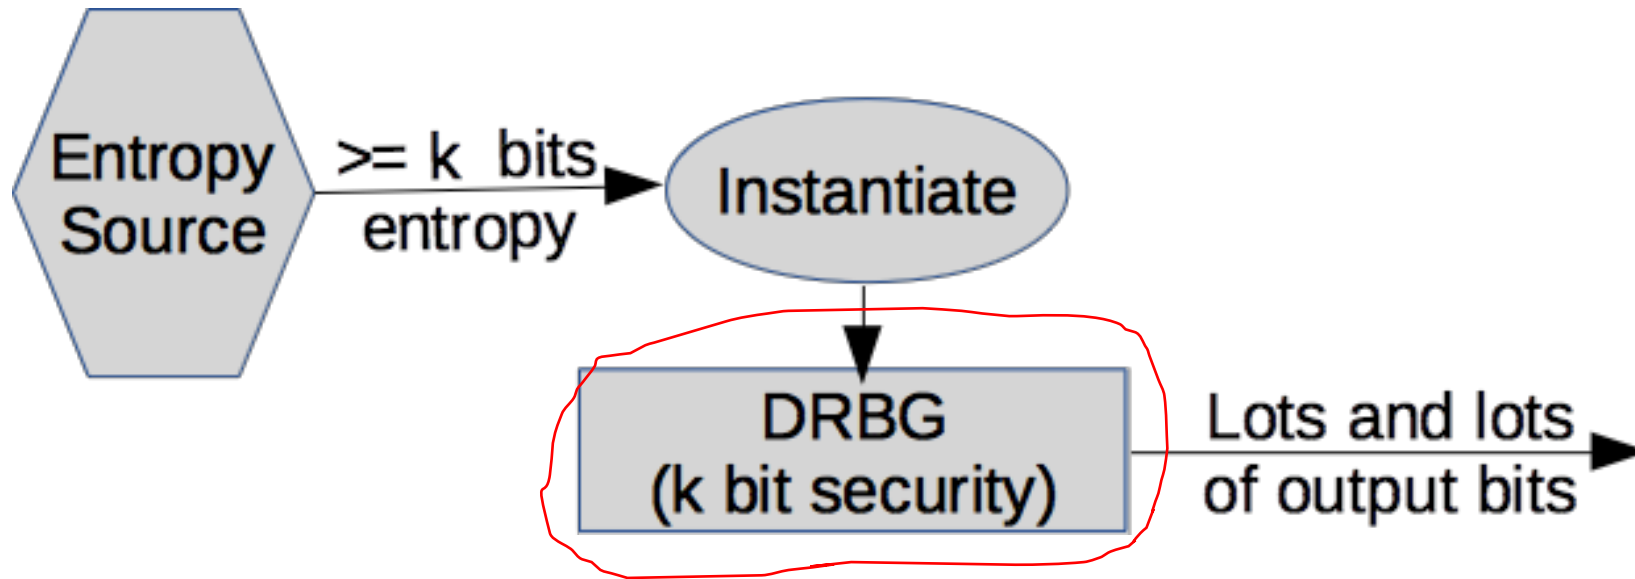 Entropy
Source
>= k bits
entropy
Instantiate
DRBG
(k bit security)
Lots and lots
of output bits